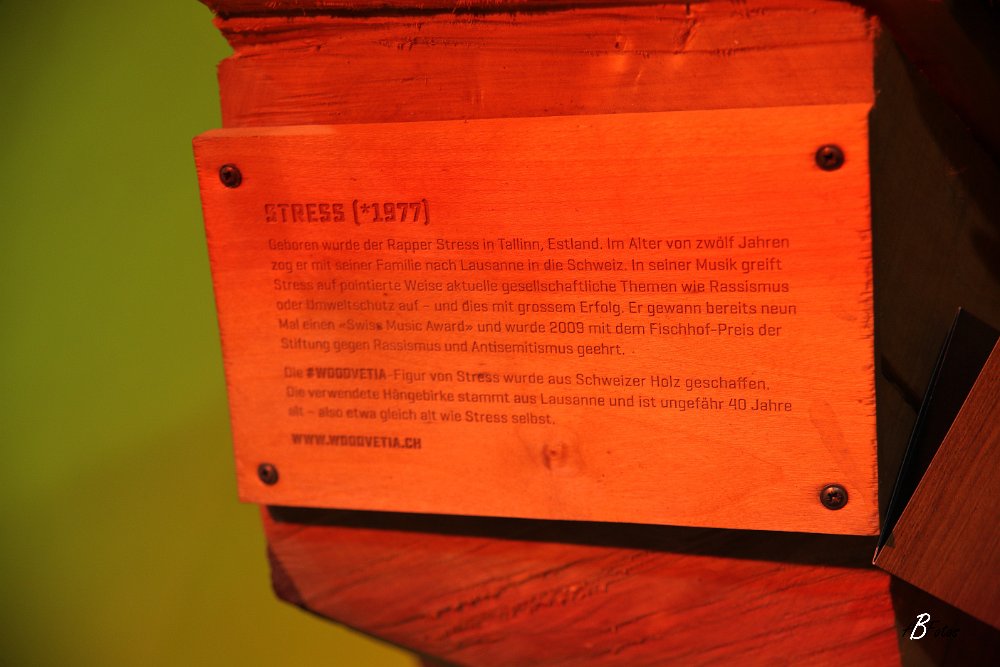 STRESS (*1977)
Geboren wurde der Rapper Stress in Tallinn, Estland. Im Alter von zwölf Jahren
zog er mit seiner Familie nach Lausanne in die Schweiz. In seiner Musik greift
Stress auf pointierte Weise aktuelle gesellschaftliche Themen wie Rassismus
oder Umweltschutz auf – und dies mit grossem Erfolg. Er gewann bereits neun
Mal einen «Swiss Music Award» und wurde 2009 mit dem Fischhof-Preis der
Stiftung gegen Rassismus und Antisemitismus geehrt.
Die #WOODVETIA-Figur von Stress wurde aus Schweizer Holz geschaffen.
Die verwendete Hängebirke stammt aus Lausanne und ist ungefähr 40 Jahre
alt – also etwa gleich alt wie Stress selbst.
WWW.WOODVETIA.CH
B